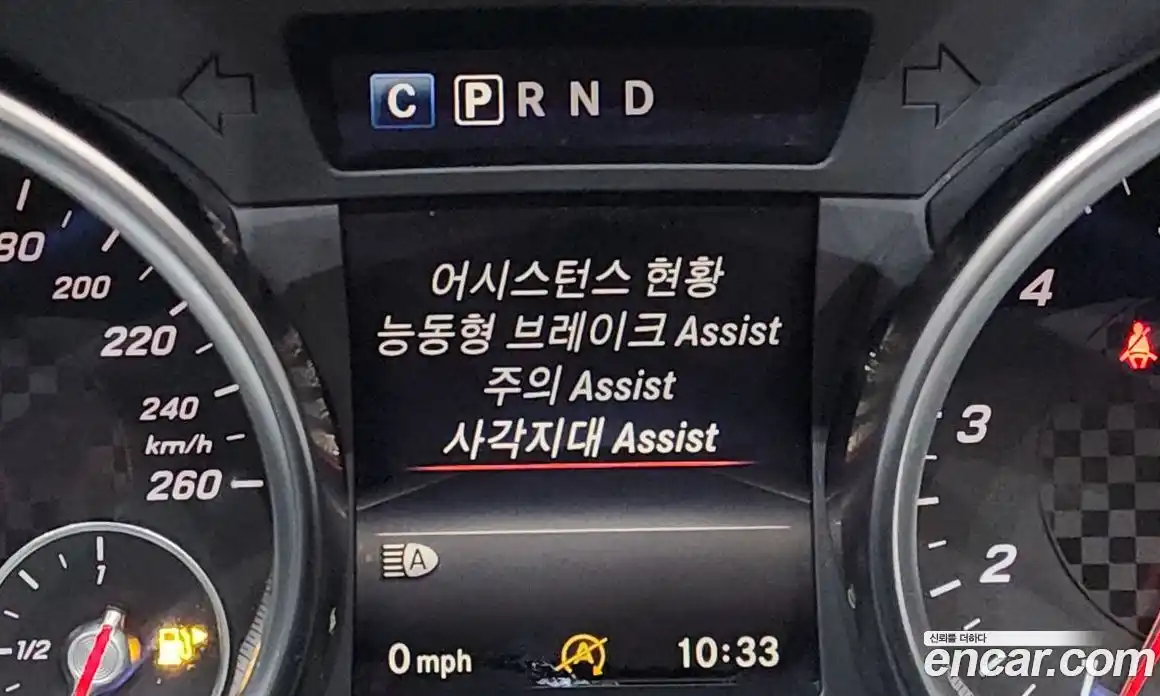 C P R N D
80
200
220
240
km/h
260
1
1/2
어시스턴스 현황
능동형 브레이크 Assist
주의 Assist
사각지대 Assist
A
0 mph
A
10:33
4
3
2
신뢰를 더하다
encar.com